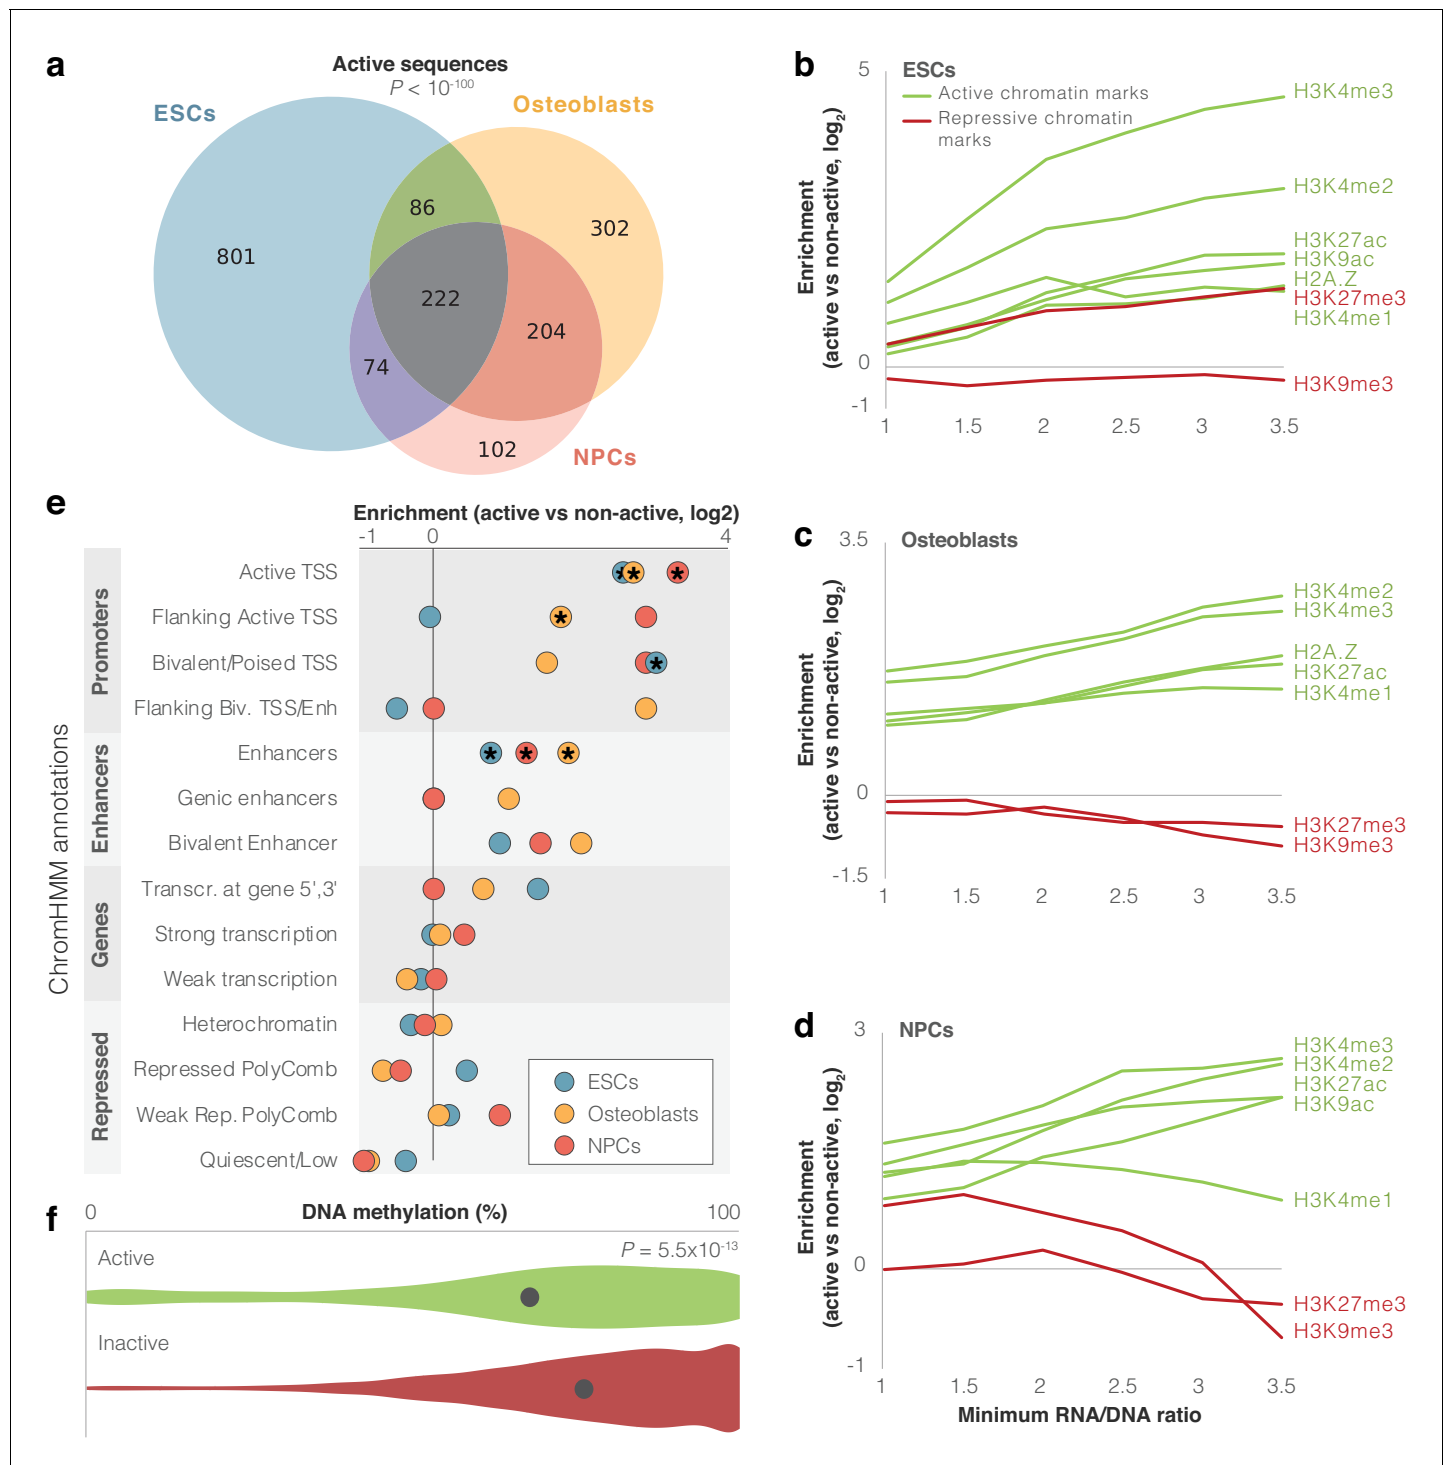 a
Active sequences
P < 10-100
ESCs
Osteoblasts
86
302
801
222
204
74
102
NPCs
b
ESCs
Active chromatin marks
Repressive chromatin
marks
Enrichment
(active vs non-active, log2)
5
0
-1
1 1.5 2 2.5 3 3.5
H3K4me3
H3K4me2
H3K27ac
H3K9ac
H2A.Z
H3K27me3
H3K4me1
H3K9me3
c
Osteoblasts
Enrichment
(active vs non-active, log2)
3.5
0
-1.5
1 1.5 2 2.5 3 3.5
H3K4me2
H3K4me3
H2A.Z
H3K27ac
H3K4me1
H3K27me3
H3K9me3
d
NPCs
Enrichment
(active vs non-active, log2)
3
0
-1
1 1.5 2 2.5 3 3.5
Minimum RNA/DNA ratio
H3K4me3
H3K4me2
H3K27ac
H3K9ac
H3K4me1
H3K27me3
H3K9me3
e
Enrichment (active vs non-active, log2)
-1 0 4
ChromHMM annotations
Promoters
Active TSS
Flanking Active TSS
Bivalent/Poised TSS
Flanking Biv. TSS/Enh
Enhancers
Enhancers
Genic enhancers
Bivalent Enhancer
Genes
Transcr. at gene 5',3'
Strong transcription
Weak transcription
Repressed
Heterochromatin
Repressed PolyComb
Weak Rep. PolyComb
Quiescent/Low
ESCs
Osteoblasts
NPCs
f
0 DNA methylation (%) 100
P = 5.5x10-13
Active
Inactive